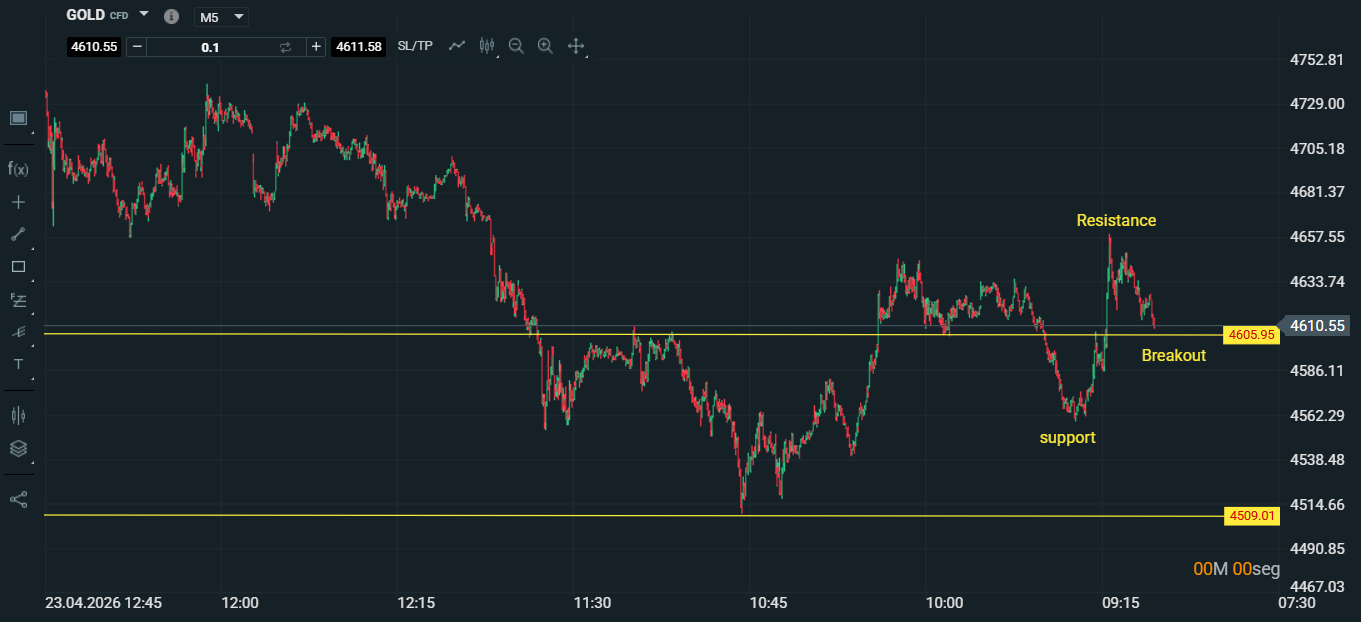 GOLD CFD i M5
4610.55 − 0.1 + 4611.58 SL/TP
f(x)
T
4752.81
4729.00
4705.18
4681.37
4657.55
4633.74
4610.55
4605.95
4586.11
4562.29
4538.48
4514.66
4509.01
4490.85
4467.03
Resistance
Breakout
support
00M 00seg
23.04.2026 12:45 12:00 12:15 11:30 10:45 10:00 09:15 07:30